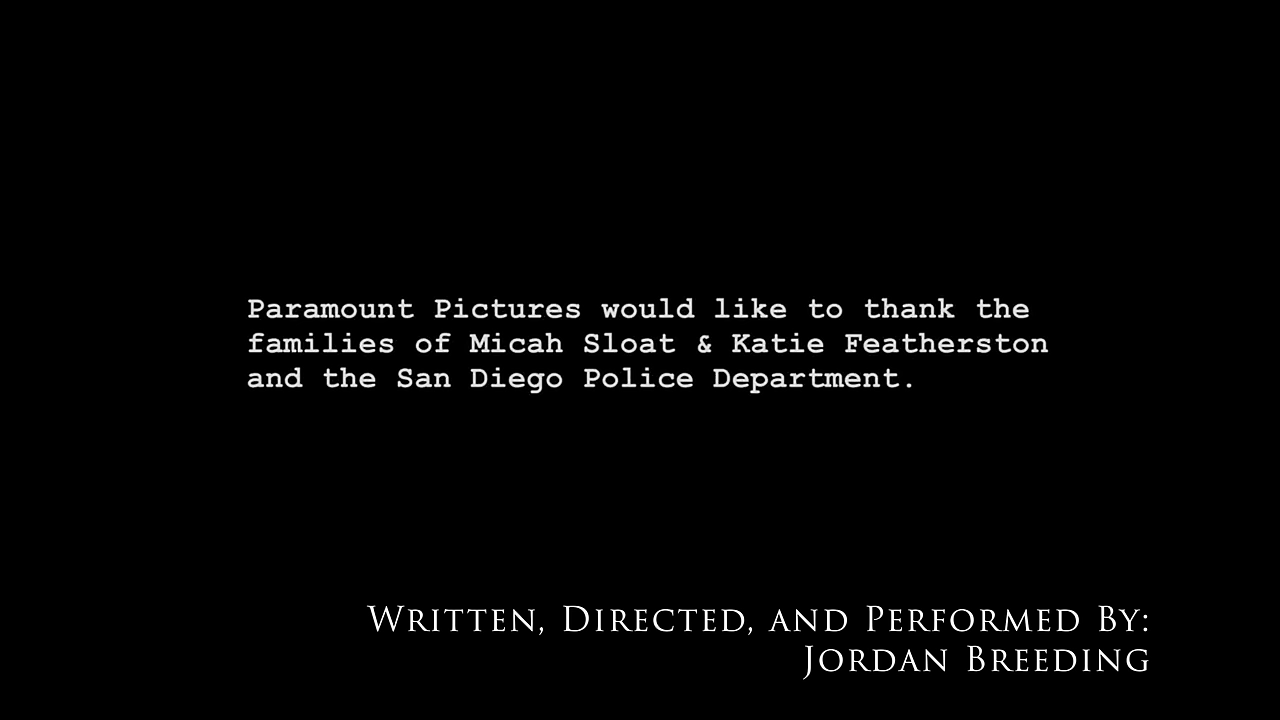 Paramount Pictures would like to thank the
families of Micah Sloat & Katie Featherston
and the San Diego Police Department.
Written, Directed, and Performed By:
Jordan Breeding